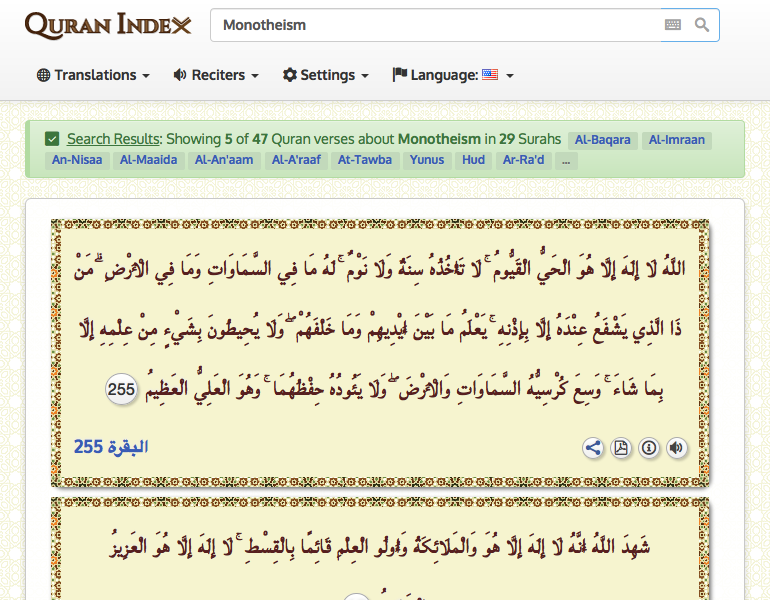 QURAN INDEX
Monotheism
Translations Reciters Settings Language:
Search Results: Showing 5 of 47 Quran verses about Monotheism in 29 Surahs Al-Baqara Al-Imraan
An-Nisaa Al-Maaida Al-An'aam Al-A'raaf At-Tawba Yunus Hud Ar-Ra'd ...
اللَّهُ لَا إِلَٰهَ إِلَّا هُوَ الْحَيُّ الْقَيُّومُ ۚ لَا تَأْخُذُهُ سِنَةٌ وَلَا نَوْمٌ ۚ لَهُ مَا فِي السَّمَاوَاتِ وَمَا فِي الْأَرْضِ ۗ مَنْ
ذَا الَّذِي يَشْفَعُ عِنْدَهُ إِلَّا بِإِذْنِهِ ۚ يَعْلَمُ مَا بَيْنَ أَيْدِيهِمْ وَمَا خَلْفَهُمْ ۖ وَلَا يُحِيطُونَ بِشَيْءٍ مِنْ عِلْمِهِ إِلَّا
بِمَا شَاءَ ۚ وَسِعَ كُرْسِيُّهُ السَّمَاوَاتِ وَالْأَرْضَ ۖ وَلَا يَئُودُهُ حِفْظُهُمَا ۚ وَهُوَ الْعَلِيُّ الْعَظِيمُ 255
البقرة 255
شَهِدَ اللَّهُ أَنَّهُ لَا إِلَٰهَ إِلَّا هُوَ وَالْمَلَائِكَةُ وَأُولُو الْعِلْمِ قَائِمًا بِالْقِسْطِ ۚ لَا إِلَٰهَ إِلَّا هُوَ الْعَزِيزُ